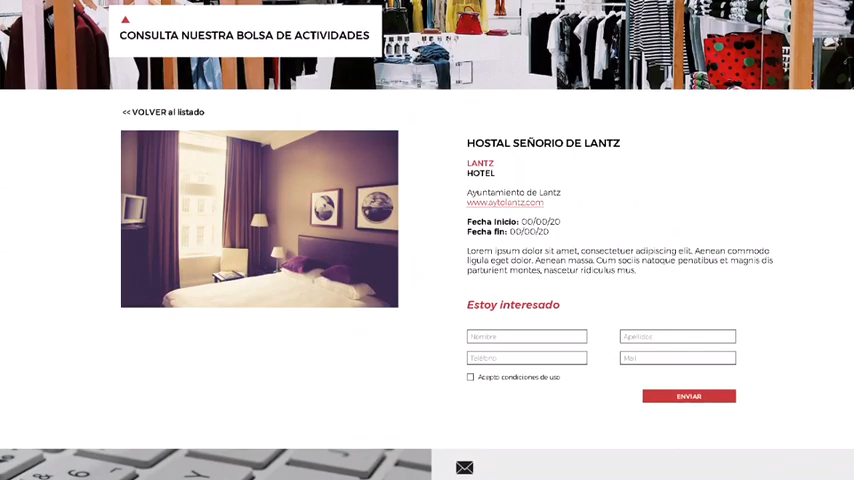 CONSULTA NUESTRA BOLSA DE ACTIVIDADES
<< VOLVER al listado
HOSTAL SEÑORIO DE LANTZ
LANTZ
HOTEL
Ayuntamiento de Lantz
www.aytolantz.com
Fecha Inicio: 00/00/20
Fecha fin: 00/00/20
Lorem ipsum dolor sit amet, consectetuer adipiscing elit. Aenean commodo
ligula eget dolor. Aenean massa. Cum sociis natoque penatibus et magnis dis
parturient montes, nascetur ridiculus mus.
Estoy interesado
Nombre
Apellidos
Teléfono
Mail
Acepto condiciones de uso
ENVIAR